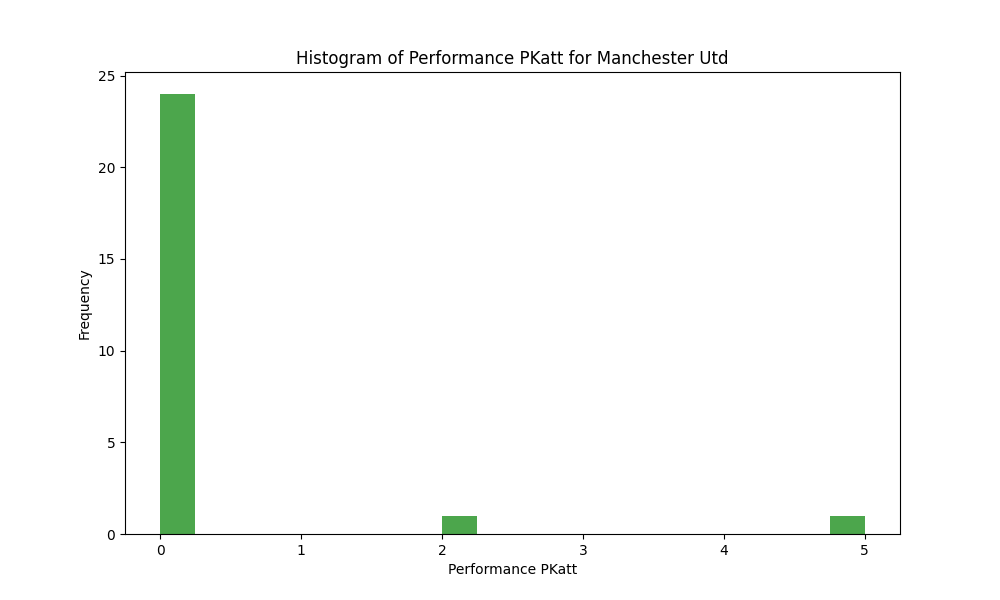 Histogram of Performance PKatt for Manchester Utd
25
20
15
10
5
0
Frequency
0 1 2 3 4 5
Performance PKatt